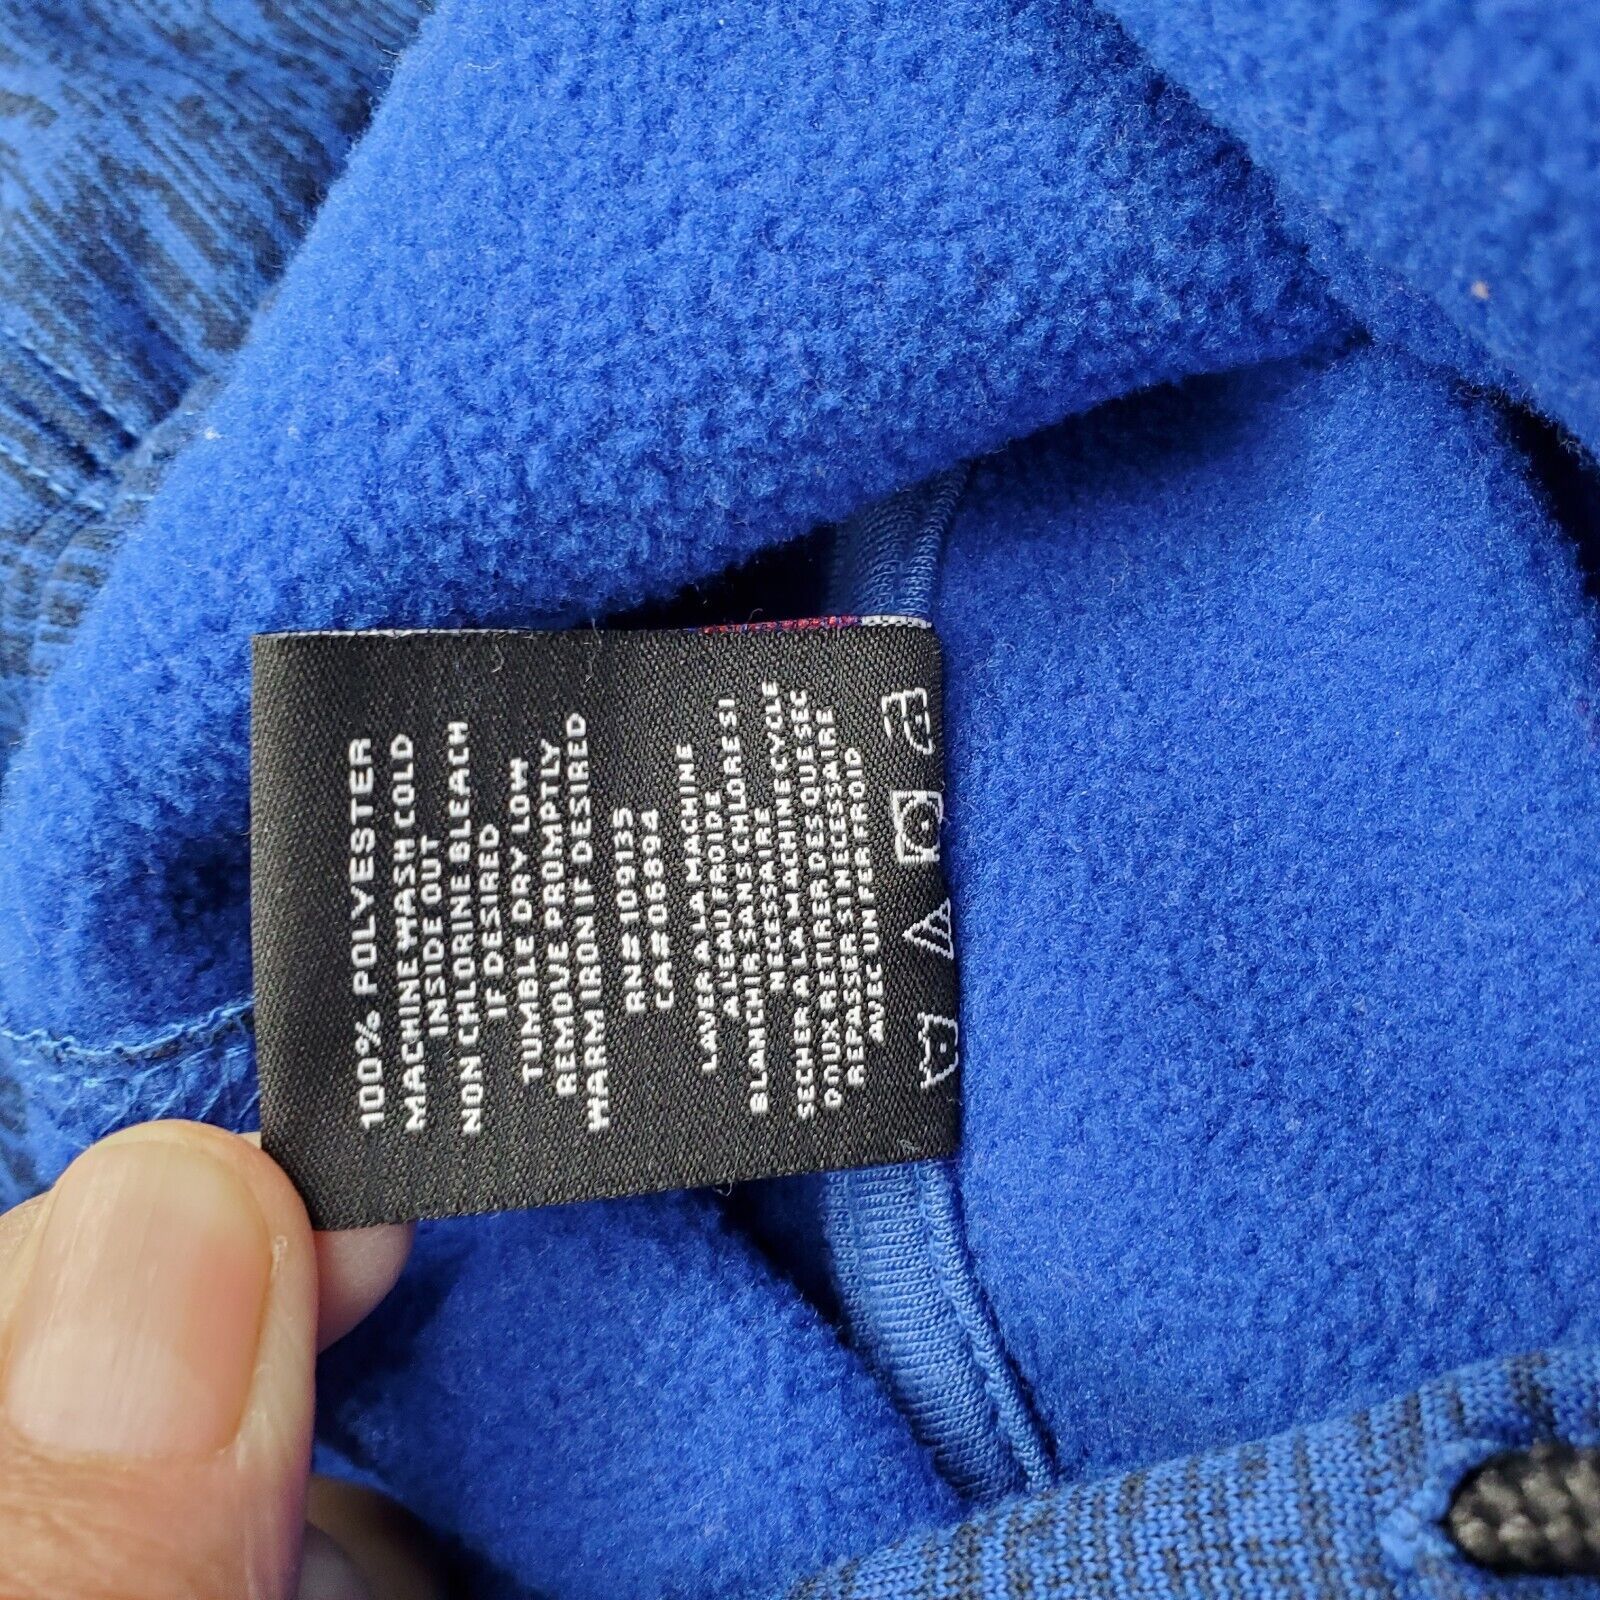 100% POLYESTER
MACHINE WASH COLD
INSIDE OUT
NON CHLORINE BLEACH
IF DESIRED
TUMBLE DRY LOW
REMOVE PROMPTLY
WARM IRON IF DESIRED
RN# 109135
CA# 06894
LAVER A LA MACHINE
A L'EAU FROIDE
BLANCHIR SANS CHLORE SI
NECESSAIRE
SECHER A LA MACHINE CYCLE
DOUX RETIRER DES QUE SEC
REPASSER SI NECESSAIRE
AVEC UN FER FROID